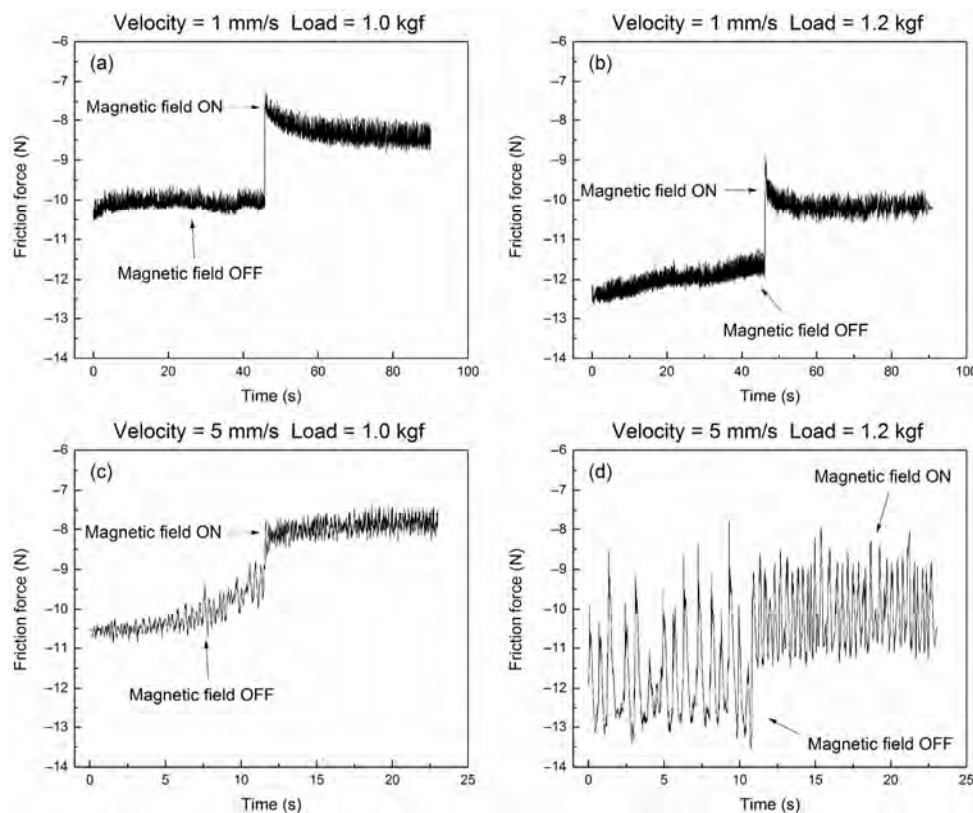 Velocity = 1 mm/s Load = 1.0 kgf
(a)
Magnetic field ON
Magnetic field OFF
Friction force (N)
−6
−7
−8
−9
−10
−11
−12
−13
−14
0 20 40 60 80 100
Time (s)
Velocity = 1 mm/s Load = 1.2 kgf
(b)
Magnetic field ON
Magnetic field OFF
Friction force (N)
−6
−7
−8
−9
−10
−11
−12
−13
−14
0 20 40 60 80 100
Time (s)
Velocity = 5 mm/s Load = 1.0 kgf
(c)
Magnetic field ON
Magnetic field OFF
Friction force (N)
−6
−7
−8
−9
−10
−11
−12
−13
−14
0 5 10 15 20 25
Time (s)
Velocity = 5 mm/s Load = 1.2 kgf
(d)
Magnetic field ON
Magnetic field OFF
Friction force (N)
−6
−7
−8
−9
−10
−11
−12
−13
−14
0 5 10 15 20 25
Time (s)